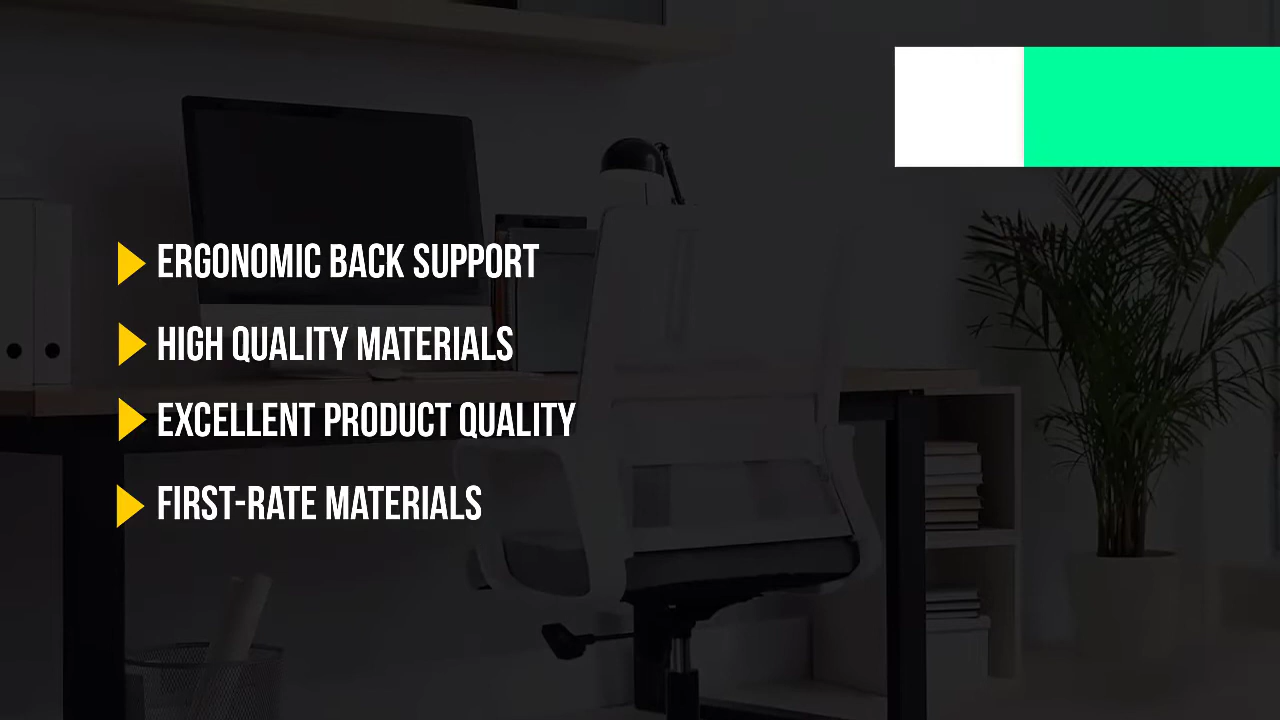 ERGONOMIC BACK SUPPORT
HIGH QUALITY MATERIALS
EXCELLENT PRODUCT QUALITY
FIRST-RATE MATERIALS